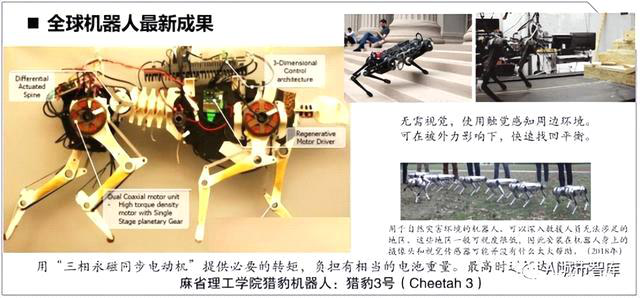 ■ 全球机器人最新成果
Differential
Actuated
Spine
3-Dimensional
Control
architecture
Regenerative
Motor Driver
Dual Coaxial motor unit
- High torque density
motor with Single
Stage planetary Gear
无需视觉,使用触觉感知周边环境。
可在被外力影响下,快速找回平衡。
用于自然灾害环境的机器人,可以深入救援人员无法涉足的
地区,这些地区一般可视度很低,因此安装在机器人身上的
摄像头和视觉传感器可能并没有什么太大帮助。(2018年)
用“三相永磁同步电动机”提供必要的转矩,负担有相当的电池重量。最高时速
AI城市智库
麻省理工学院猎豹机器人:猎豹3号(Cheetah 3)